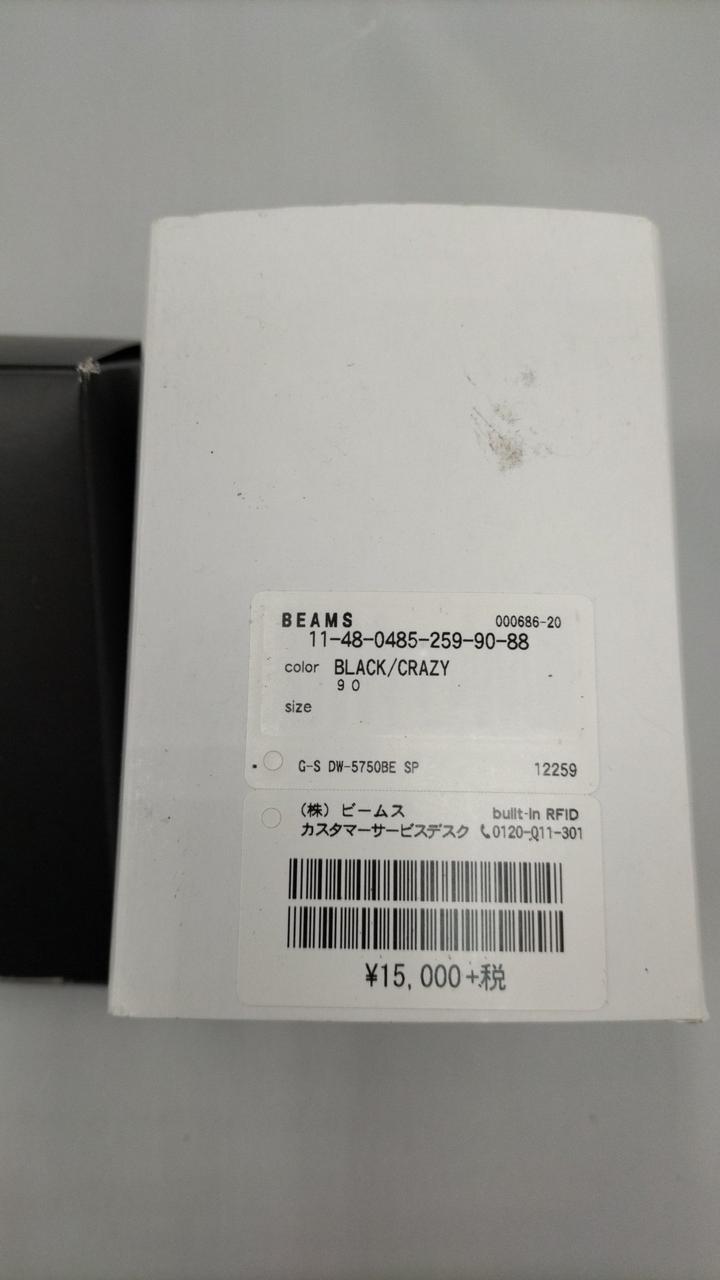 BEAMS 000686-20
11-48-0485-259-90-88
color BLACK/CRAZY
90
size
G-S DW-5750BE SP 12259
(株) ビームス built-in RFID
カスタマーサービスデスク 0120-011-301
¥15,000+税